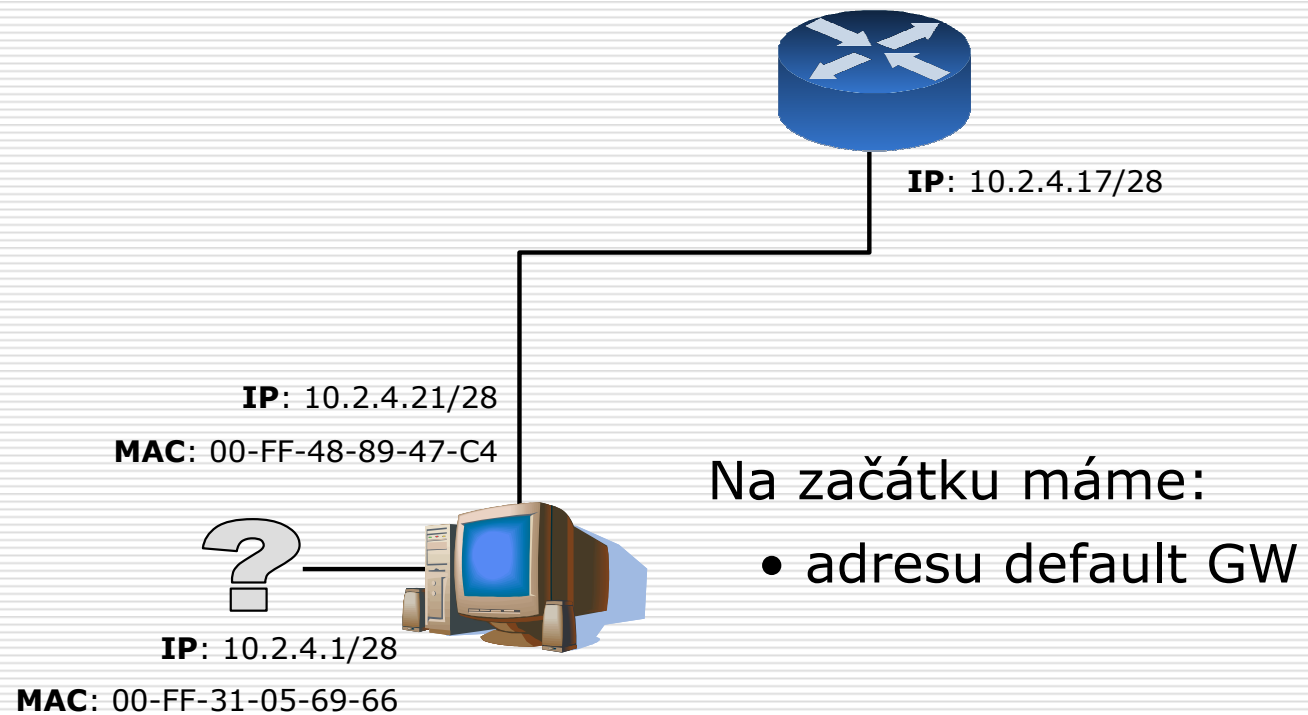 IP: 10.2.4.17/28
IP: 10.2.4.21/28
MAC: 00-FF-48-89-47-C4
Na začátku máme:
• adresu default GW
?
IP: 10.2.4.1/28
MAC: 00-FF-31-05-69-66